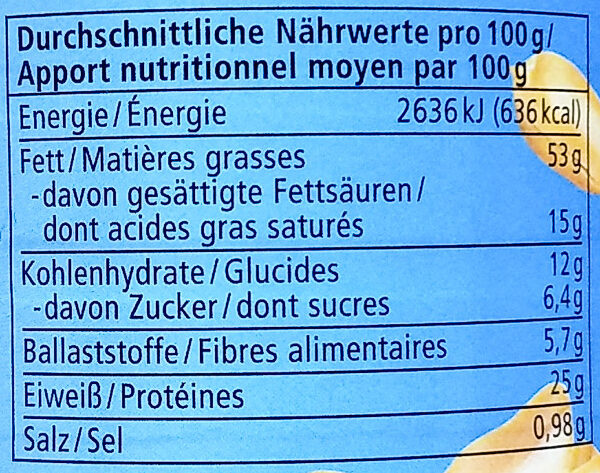 Durchschnittliche Nährwerte pro 100g/
Apport nutritionnel moyen par 100g
Energie/Énergie 2636kJ (636kcal)
Fett/Matières grasses 53g
-davon gesättigte Fettsäuren/
dont acides gras saturés 15g
Kohlenhydrate/Glucides 12g
-davon Zucker/dont sucres 6,4g
Ballaststoffe/Fibres alimentaires 5,7g
Eiweiß/Protéines 25g
Salz/Sel 0,98g